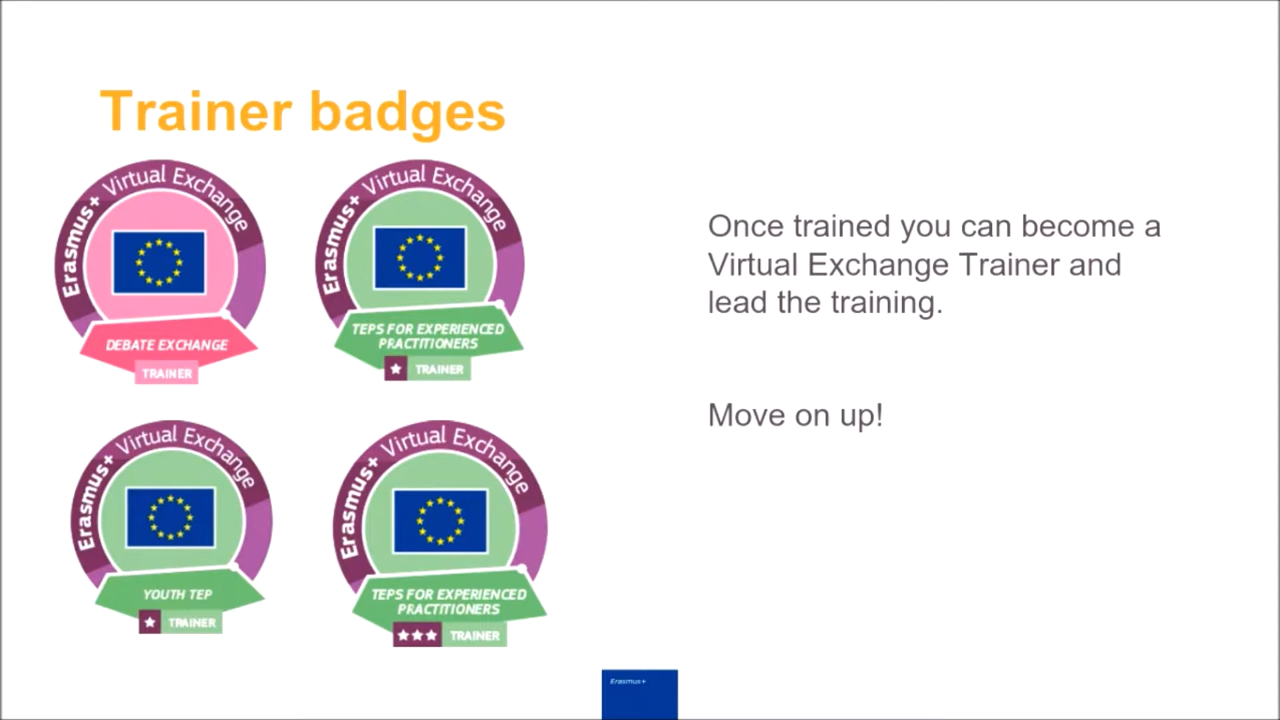 Trainer badges
Erasmus+ Virtual Exchange
DEBATE EXCHANGE
TRAINER
Erasmus+ Virtual Exchange
TEPS FOR EXPERIENCED
PRACTITIONERS
TRAINER
Erasmus+ Virtual Exchange
YOUTH TEP
TRAINER
Erasmus+ Virtual Exchange
TEPS FOR EXPERIENCED
PRACTITIONERS
TRAINER
Once trained you can become a
Virtual Exchange Trainer and
lead the training.
Move on up!
Erasmus+